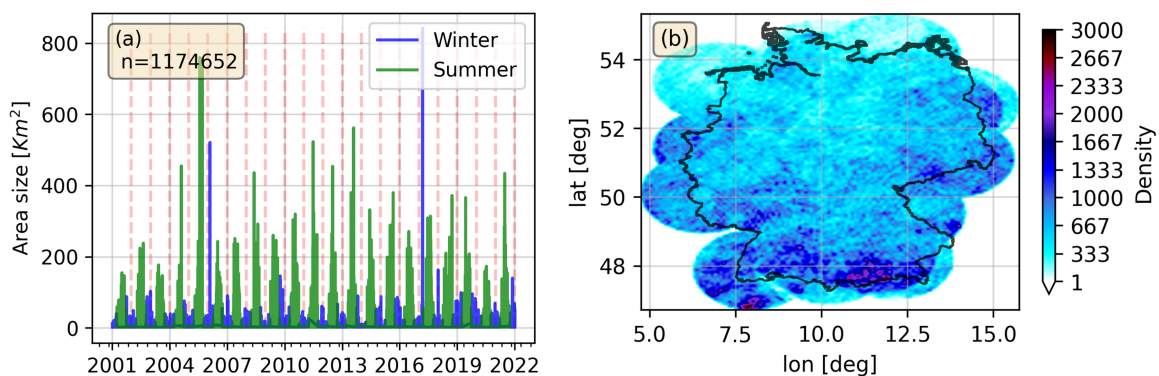 (a)
n=1174652
Winter
Summer
800
600
400
200
0
Area size [Km²]
2001 2004 2007 2010 2013 2016 2019 2022
(b)
54
52
50
48
lat [deg]
5.0 7.5 10.0 12.5 15.0
lon [deg]
3000
2667
2333
2000
1667
1333
1000
667
333
1
Density